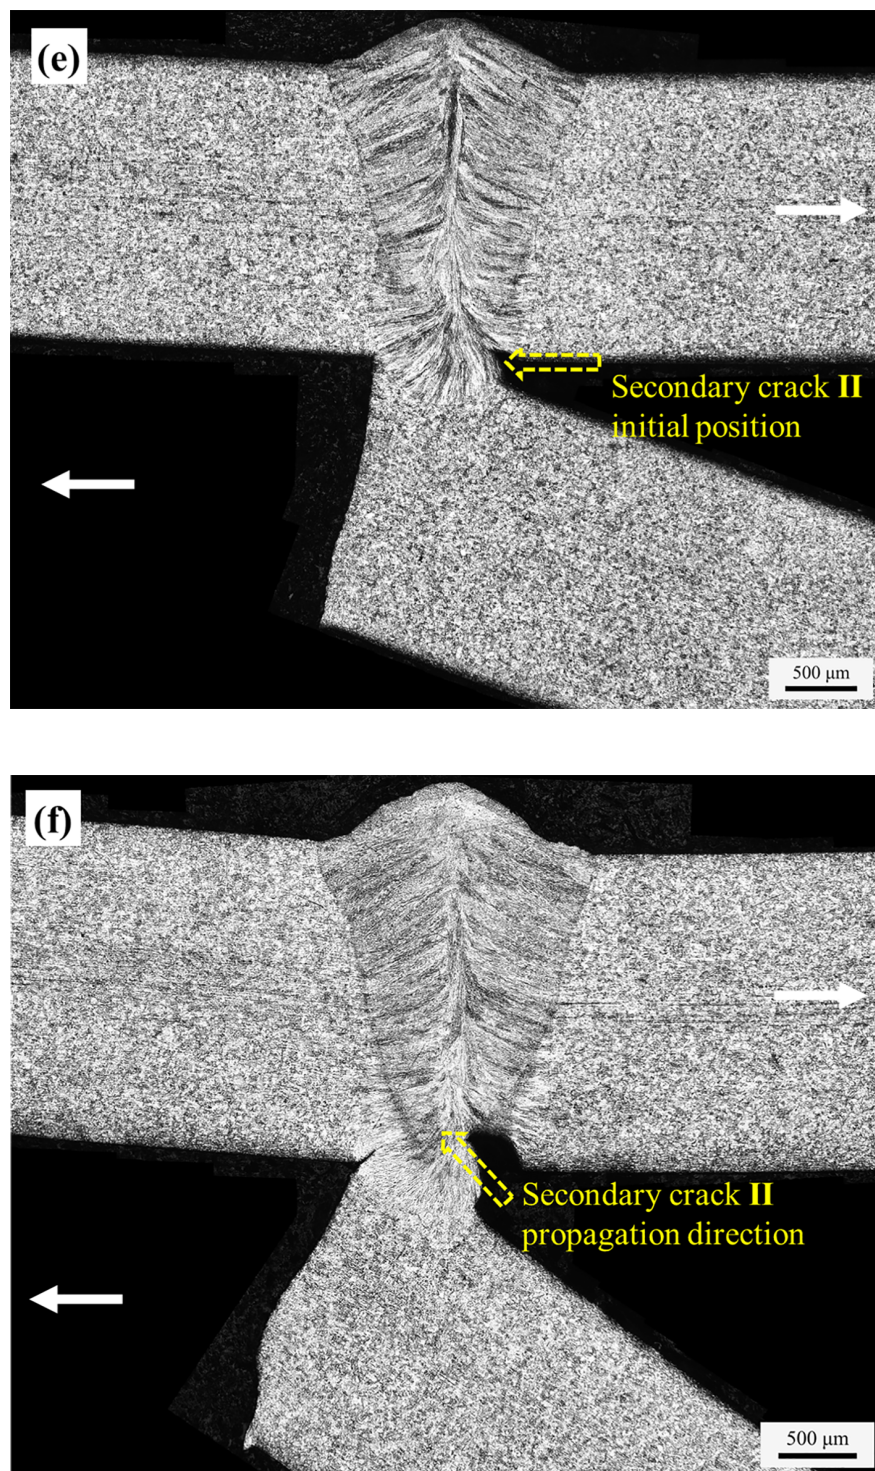 (e)
Secondary crack II
initial position
500 μm
(f)
Secondary crack II
propagation direction
500 μm